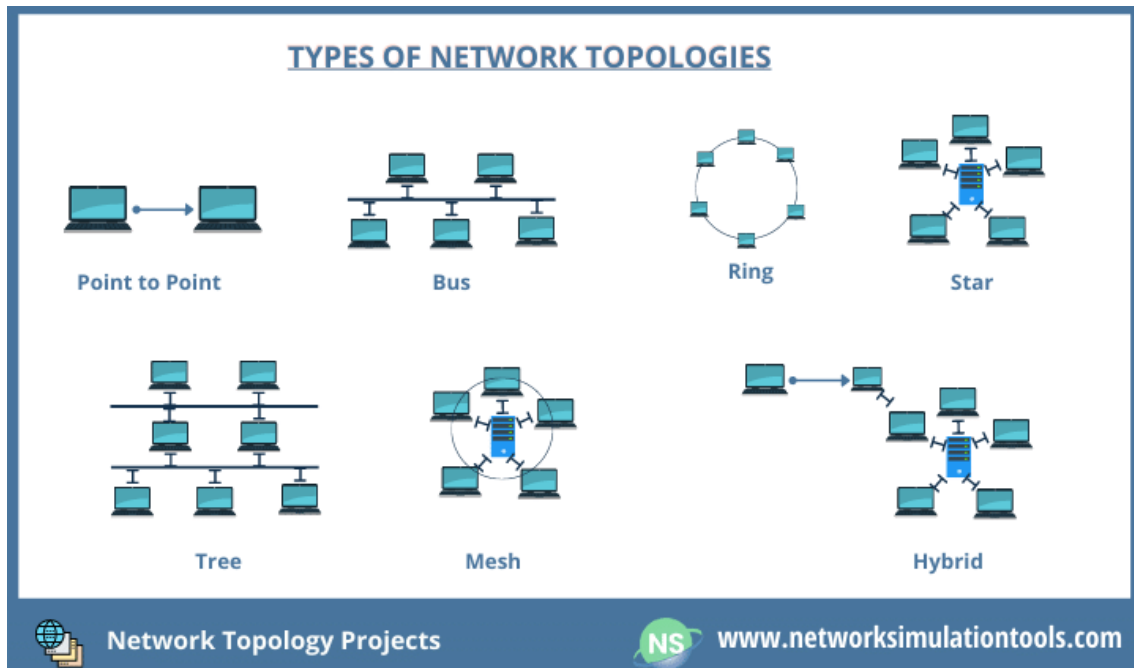 TYPES OF NETWORK TOPOLOGIES
Point to Point
Bus
Ring
Star
Tree
Mesh
Hybrid
Network Topology Projects
NS
www.networksimulationtools.com